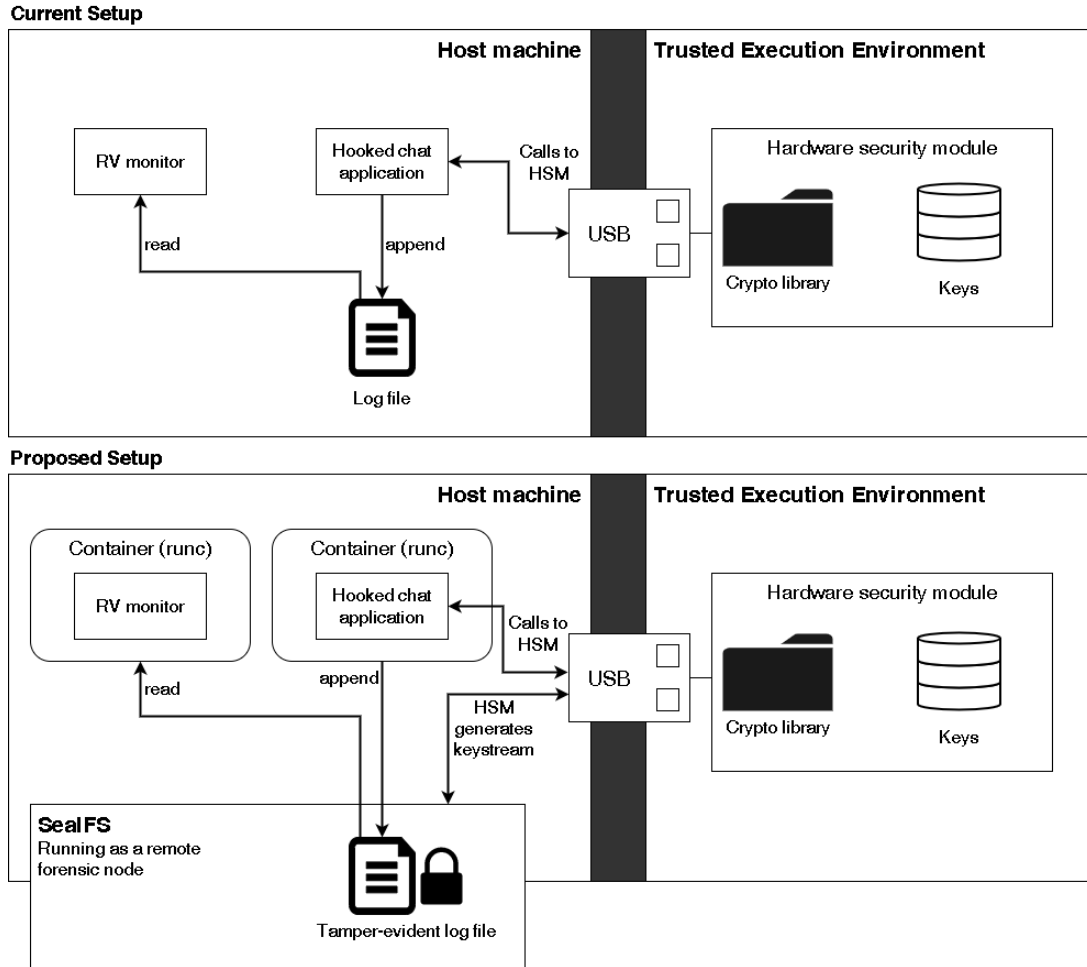 Current Setup
Host machine
Trusted Execution Environment
RV monitor
Hooked chat
application
Calls to
HSM
Hardware security module
USB
read
append
Crypto library
Keys
Log file
Proposed Setup
Host machine
Trusted Execution Environment
Container (runc)
RV monitor
Container (runc)
Hooked chat
application
Calls to
HSM
Hardware security module
USB
read
append
HSM
generates
keystream
Crypto library
Keys
SealFS
Running as a remote
forensic node
Tamper-evident log file